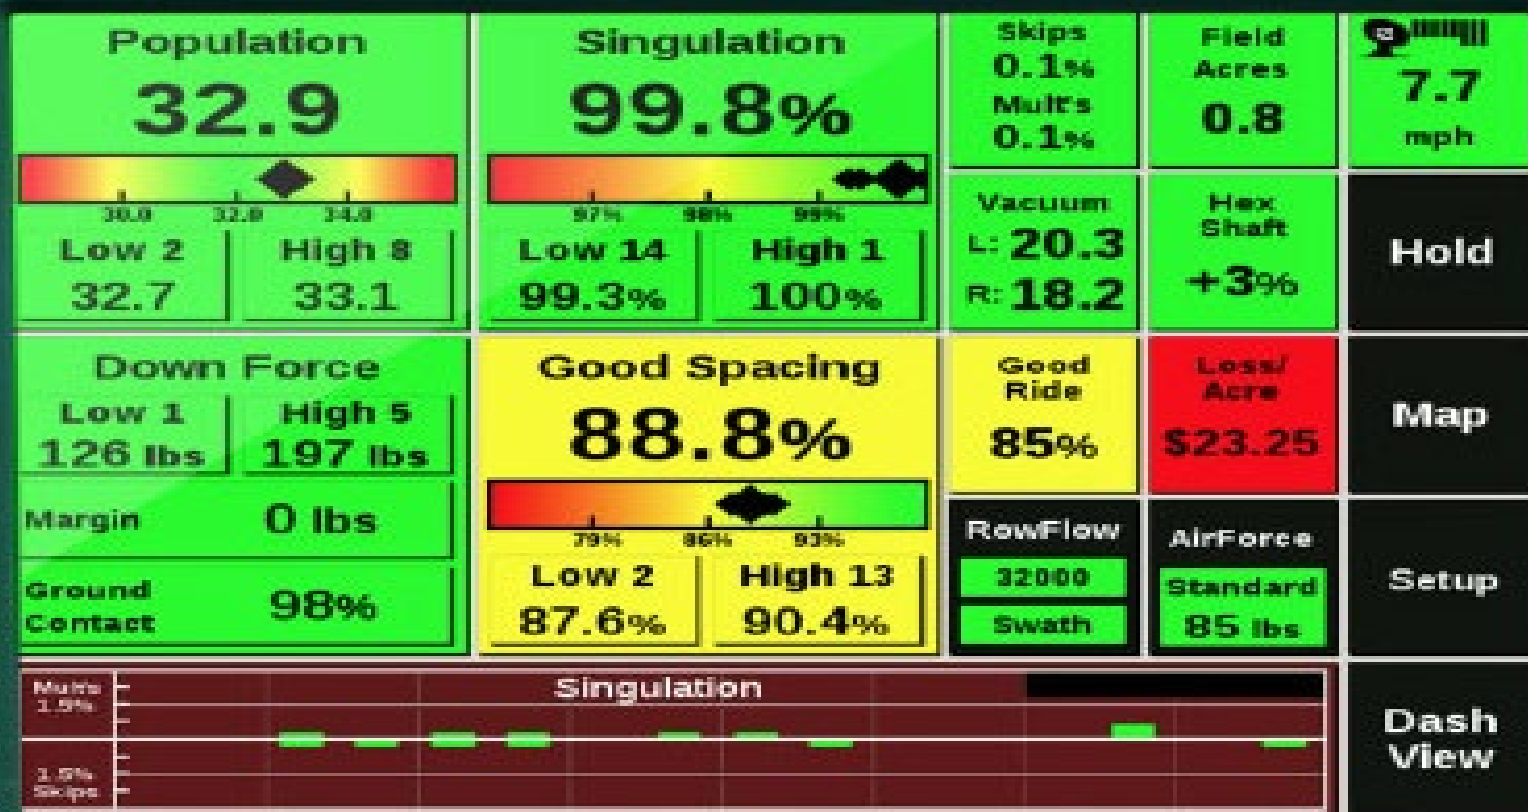 Population
32.9
30.0 32.0 34.0
Low 2 High 8
32.7 33.1
Singulation
99.8%
97% 98% 99%
Low 14 High 1
99.3% 100%
Skips
0.1%
Mult's
0.1%
Field
Acres
0.8
7.7
mph
Vacuum
L: 20.3
R: 18.2
Hex
Shaft
+3%
Hold
Down Force
Low 1 High 5
126 lbs 197 lbs
Margin 0 lbs
Ground
Contact 98%
Good Spacing
88.8%
79% 86% 93%
Low 2 High 13
87.6% 90.4%
Good
Ride
85%
Loss/
Acre
$23.25
Map
RowFlow
32000
Swath
AirForce
Standard
85 lbs
Setup
Singulation
Mult's
1.5%
1.5%
Skips
Dash
View